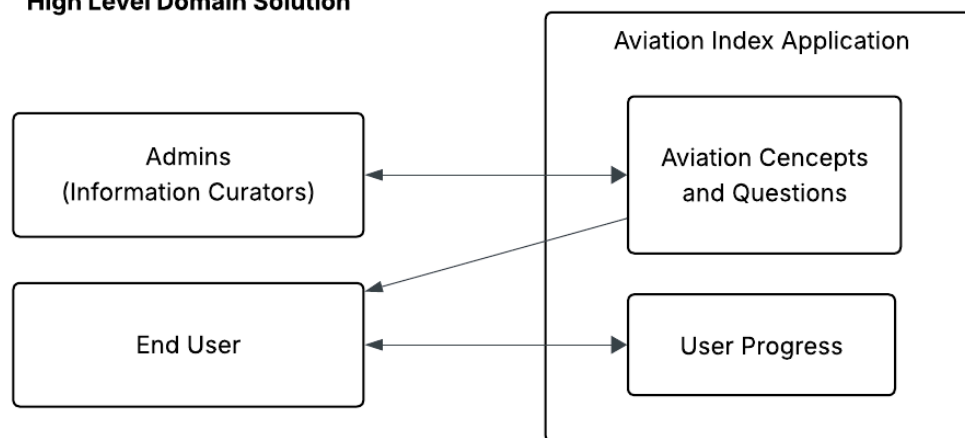 High Level Domain Solution
Aviation Index Application
Admins
(Information Curators)
Aviation Cencepts
and Questions
End User
User Progress